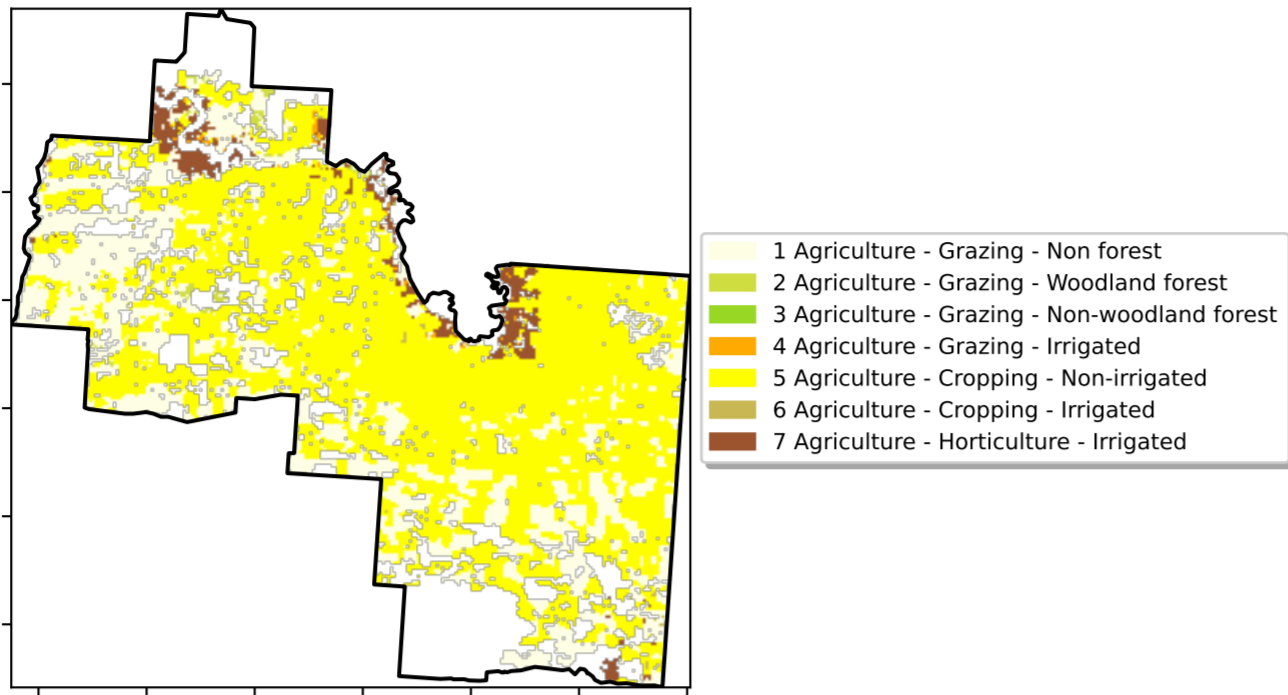 1 Agriculture - Grazing - Non forest
2 Agriculture - Grazing - Woodland forest
3 Agriculture - Grazing - Non-woodland forest
4 Agriculture - Grazing - Irrigated
5 Agriculture - Cropping - Non-irrigated
6 Agriculture - Cropping - Irrigated
7 Agriculture - Horticulture - Irrigated